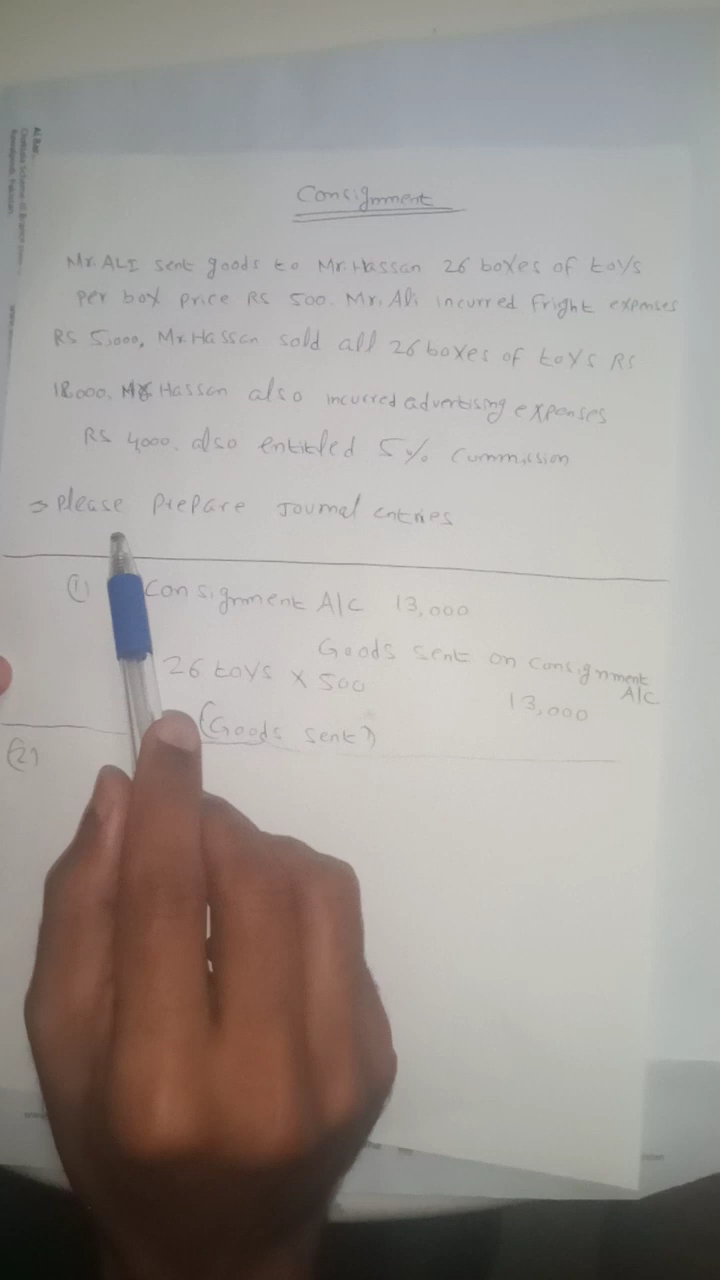 Consignment
Mr. ALI sent goods to Mr. Hassan 26 boxes of toys
per box price RS 500. Mr. Ali incurred fright expenses
RS 5,000, Mr. Hassan sold all 26 boxes of toys RS
18000. Mr Hassan also incurred advertising expenses
RS 4000. also entitled 5% Commission
→ please prepare Journal entries
(1) Consignment A/C 13,000
Goods sent on consignment
A/C
26 toys × 500
13,000
(Goods sent)
(2)